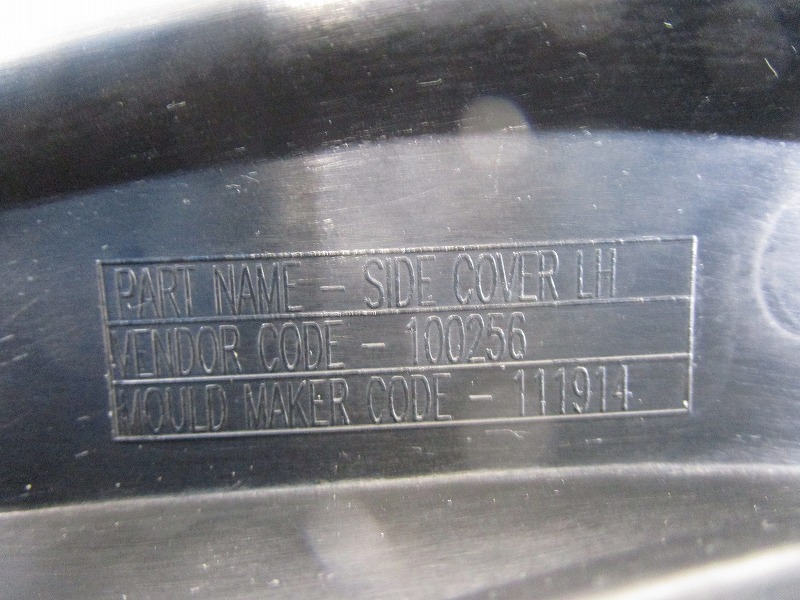 PART NAME - SIDE COVER LH
VENDOR CODE - 100256
MOULD MAKER CODE - 111914